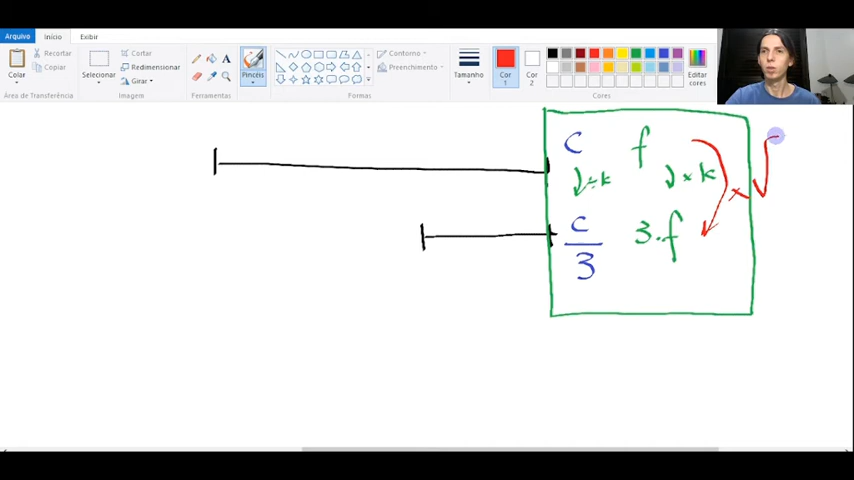 Arquivo Início Exibir
Colar
Recortar
Copiar
Área de Transferência
Selecionar
Cortar
Redimensionar
Girar
Imagem
A
Ferramentas
Pincéis
Contorno
Preenchimento
Formas
Tamanho
Cor
1
Cor
2
Cores
Editar
cores
c f
÷k ×k
c/3 3.f
× √